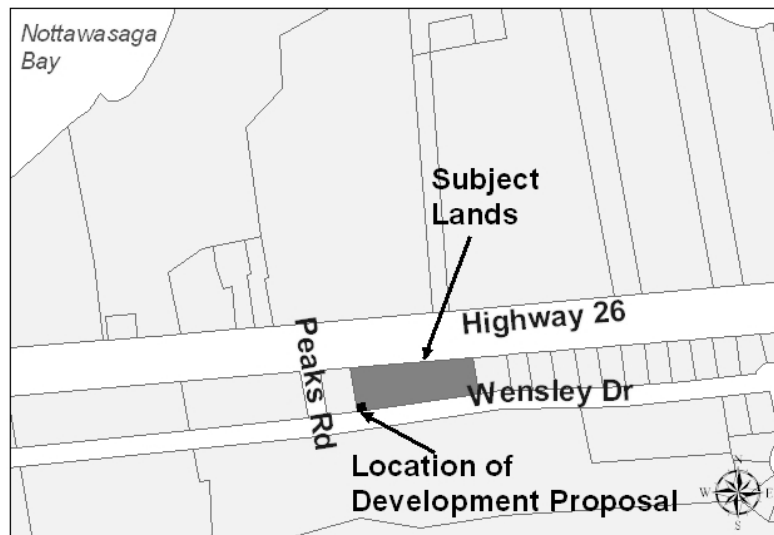 Nottawasaga
Bay
Subject
Lands
Highway 26
Peaks Rd
Wensley Dr
Location of
Development Proposal
N
W
E
S